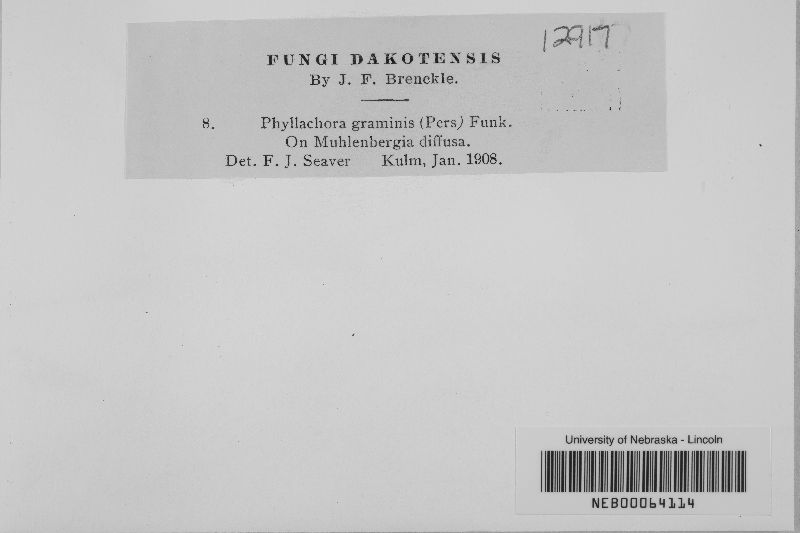 12917
FUNGI DAKOTENSIS
By J. F. Brenckle.
8. Phyllachora graminis (Pers) Funk.
On Muhlenbergia diffusa.
Det. F. J. Seaver Kulm, Jan. 1908.
University of Nebraska - Lincoln
NEB00064114